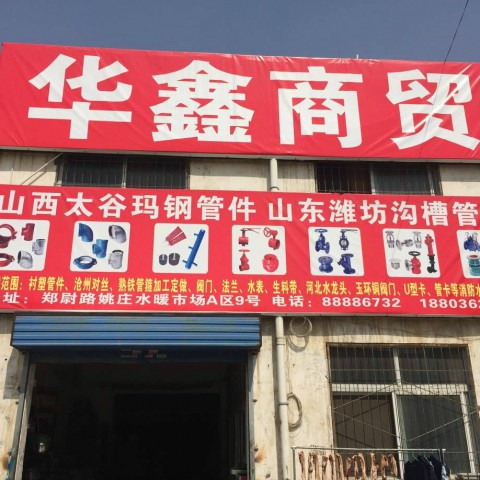 华鑫商贸
山西太谷玛钢管件 山东潍坊沟槽管
范围：衬塑管件、沧州对丝、熟铁管箍加工定做、阀门、法兰、水表、生料带、河北水龙头、玉环铜阀门、U型卡、管卡等消防水
址：郑尉路姚庄水暖市场A区9号 电话：88886732 188036